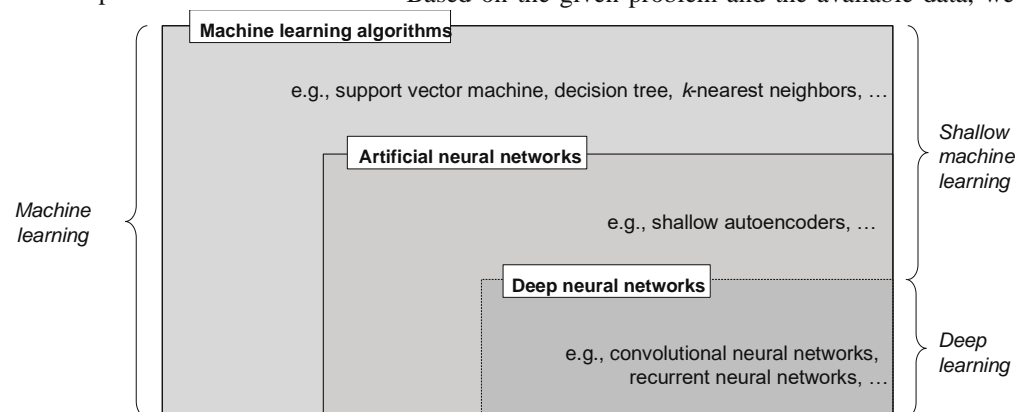 Based on the given problem and the available data, we
Machine learning algorithms
e.g., support vector machine, decision tree, k-nearest neighbors, …
Artificial neural networks
Shallow
machine
learning
Machine
learning
e.g., shallow autoencoders, …
Deep neural networks
e.g., convolutional neural networks,
recurrent neural networks, …
Deep
learning